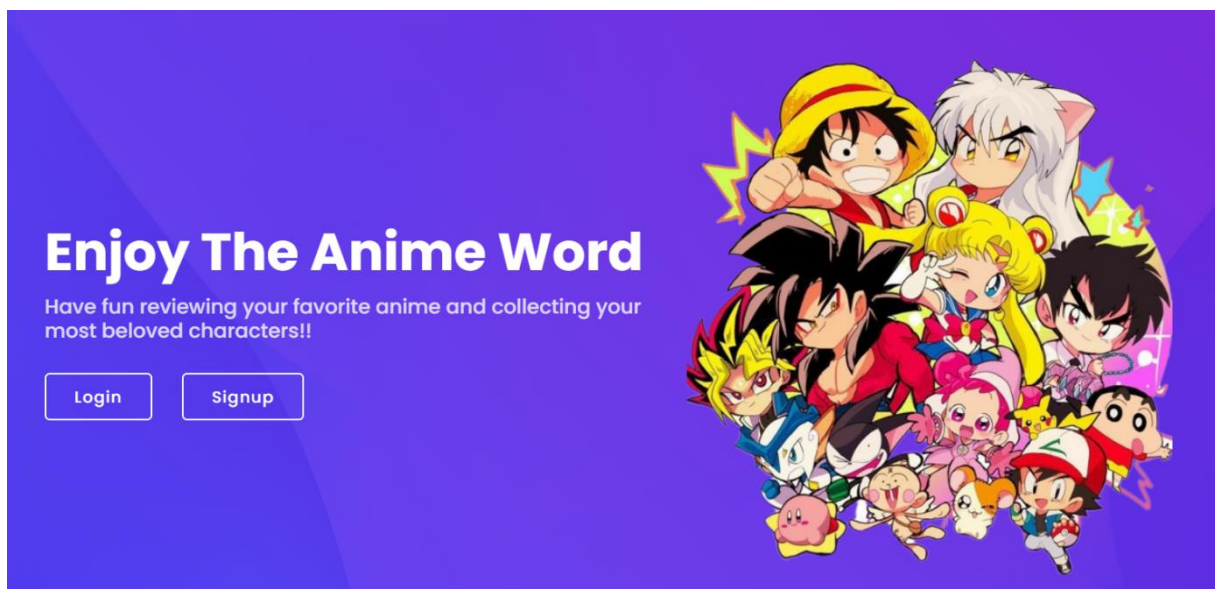 Enjoy The Anime Word
Have fun reviewing your favorite anime and collecting your
most beloved characters!!
Login
Signup